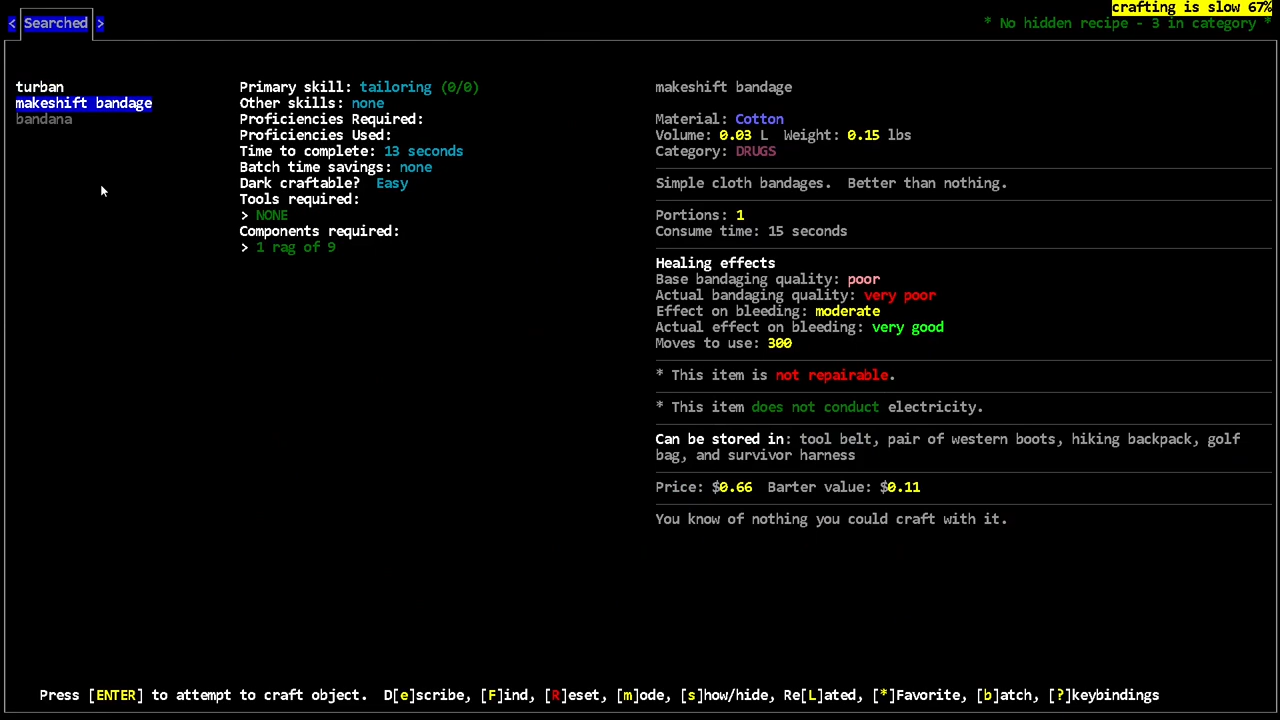 crafting is slow 67%
< Searched >
* No hidden recipe - 3 in category *
turban
makeshift bandage
bandana
Primary skill: tailoring (0/0)
Other skills: none
Proficiencies Required:
Proficiencies Used:
Time to complete: 13 seconds
Batch time savings: none
Dark craftable?  Easy
Tools required:
> NONE
Components required:
> 1 rag of 9
makeshift bandage
Material: Cotton
Volume: 0.03 L  Weight: 0.15 lbs
Category: DRUGS
Simple cloth bandages.  Better than nothing.
Portions: 1
Consume time: 15 seconds
Healing effects
Base bandaging quality: poor
Actual bandaging quality: very poor
Effect on bleeding: moderate
Actual effect on bleeding: very good
Moves to use: 300
* This item is not repairable.
* This item does not conduct electricity.
Can be stored in: tool belt, pair of western boots, hiking backpack, golf
bag, and survivor harness
Price: $0.66  Barter value: $0.11
You know of nothing you could craft with it.
Press [ENTER] to attempt to craft object.  D[e]scribe, [F]ind, [R]eset, [m]ode, [s]how/hide, Re[L]ated, [*]Favorite, [b]atch, [?]keybindings